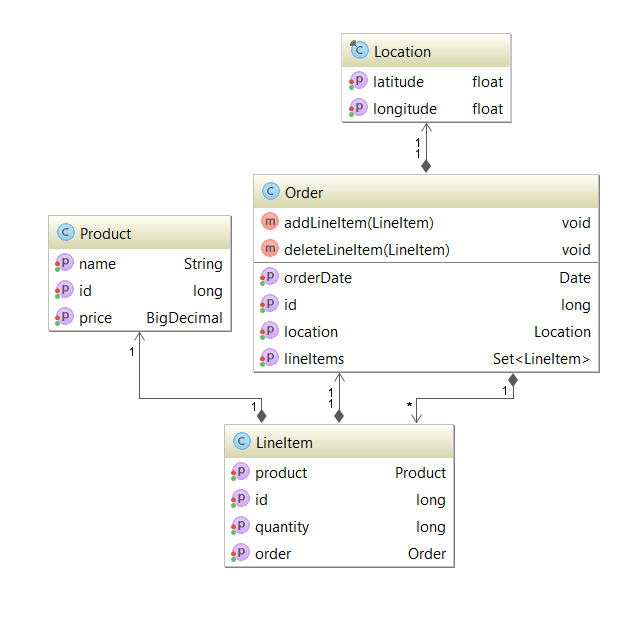 C Location
p latitude float
p longitude float
1
1
C Order
m addLineItem(LineItem) void
m deleteLineItem(LineItem) void
p orderDate Date
p id long
p location Location
p lineItems Set<LineItem>
C Product
p name String
p id long
p price BigDecimal
1
1
1
1
1
*
C LineItem
p product Product
p id long
p quantity long
p order Order